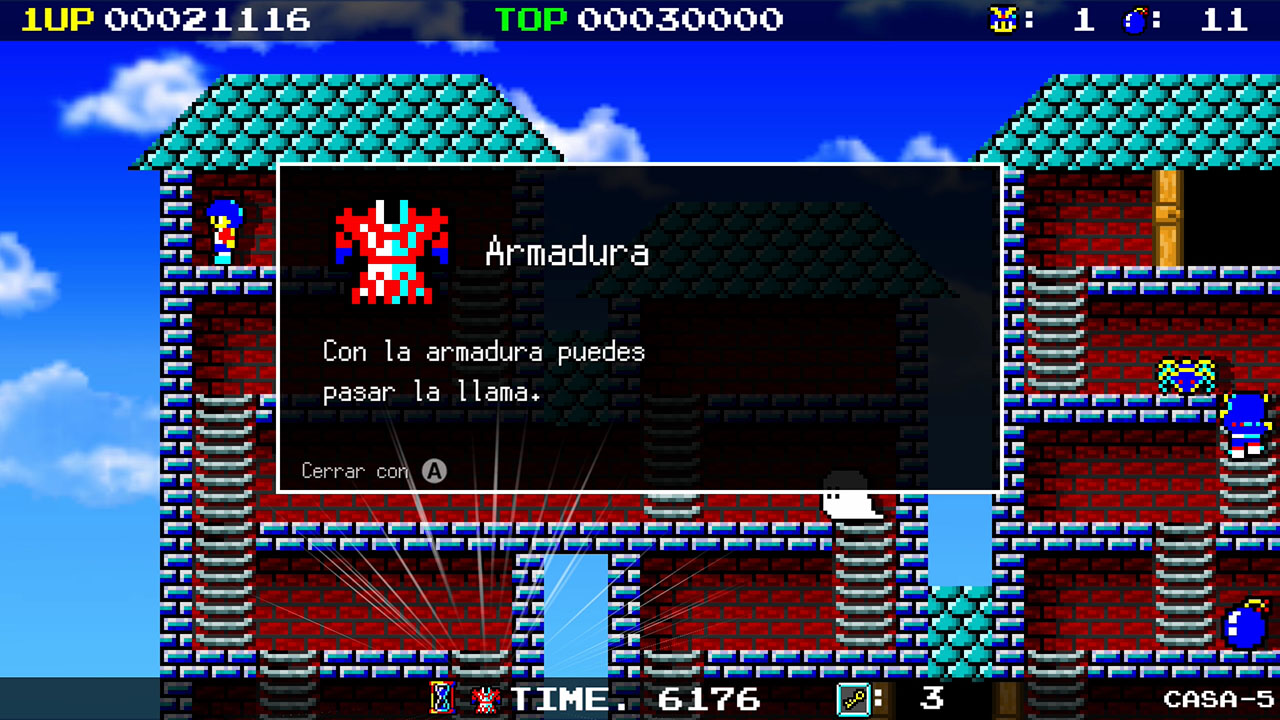 1UP 00021116 TOP 00030000 : 1 : 11
Armadura
Con la armadura puedes
pasar la llama.
Cerrar con A
TIME. 6176 : 3 CASA-5